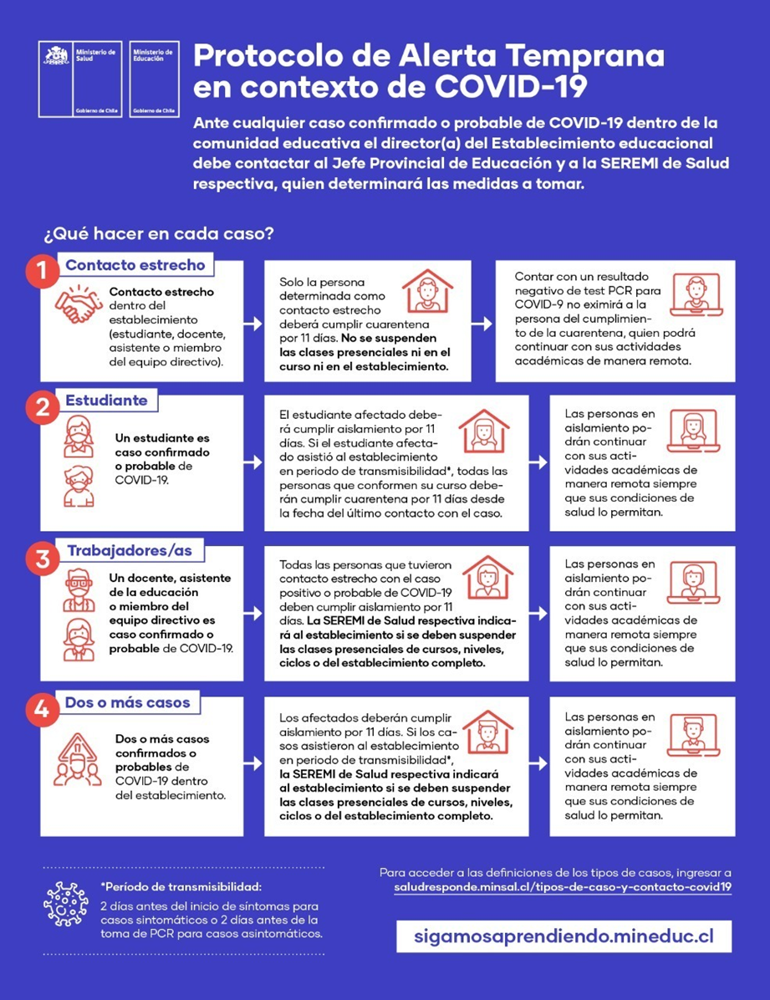 Ministerio de
Salud
Gobierno de Chile
Ministerio de
Educación
Gobierno de Chile
Protocolo de Alerta Temprana
en contexto de COVID-19
Ante cualquier caso confirmado o probable de COVID-19 dentro de la
comunidad educativa el director(a) del Establecimiento educacional
debe contactar al Jefe Provincial de Educación y a la SEREMI de Salud
respectiva, quien determinará las medidas a tomar.
¿Qué hacer en cada caso?
1
Contacto estrecho
Contacto estrecho
dentro del
establecimiento
(estudiante, docente,
asistente o miembro
del equipo directivo).
Solo la persona
determinada como
contacto estrecho
deberá cumplir cuarentena
por 11 días. No se suspenden
las clases presenciales ni en el
curso ni en el establecimiento.
Contar con un resultado
negativo de test PCR para
COVID-9 no eximirá a la
persona del cumplimien-
to de la cuarentena, quien podrá
continuar con sus actividades
académicas de manera remota.
2
Estudiante
Un estudiante es
caso confirmado
o probable de
COVID-19.
El estudiante afectado debe-
rá cumplir aislamiento por 11
días. Si el estudiante afecta-
do asistió al establecimiento
en periodo de transmisibilidad*, todas las
personas que conformen su curso debe-
rán cumplir cuarentena por 11 días desde
la fecha del último contacto con el caso.
Las personas en
aislamiento po-
drán continuar
con sus acti-
vidades académicas de
manera remota siempre
que sus condiciones de
salud lo permitan.
3
Trabajadores/as
Un docente, asistente
de la educación
o miembro del
equipo directivo es
caso confirmado o
probable de COVID-19.
Todas las personas que tuvieron
contacto estrecho con el caso
positivo o probable de COVID-19
deben cumplir aislamiento por 11
días. La SEREMI de Salud respectiva indica-
rá al establecimiento si se deben suspender
las clases presenciales de cursos, niveles,
ciclos o del establecimiento completo.
Las personas en
aislamiento po-
drán continuar
con sus acti-
vidades académicas de
manera remota siempre
que sus condiciones de
salud lo permitan.
4
Dos o más casos
Dos o más casos
confirmados o
probables de
COVID-19 dentro
del establecimiento.
Los afectados deberán cumplir
aislamiento por 11 días. Si los ca-
sos asistieron al establecimiento
en periodo de transmisibilidad*,
la SEREMI de Salud respectiva indicará
al establecimiento si se deben suspender
las clases presenciales de cursos, niveles,
ciclos o del establecimiento completo.
Las personas en
aislamiento po-
drán continuar
con sus acti-
vidades académicas de
manera remota siempre
que sus condiciones de
salud lo permitan.
*Período de transmisibilidad:
2 días antes del inicio de síntomas para
casos sintomáticos o 2 días antes de la
toma de PCR para casos asintomáticos.
Para acceder a las definiciones de los tipos de casos, ingresar a
saludresponde.minsal.cl/tipos-de-caso-y-contacto-covid19
sigamosaprendiendo.mineduc.cl